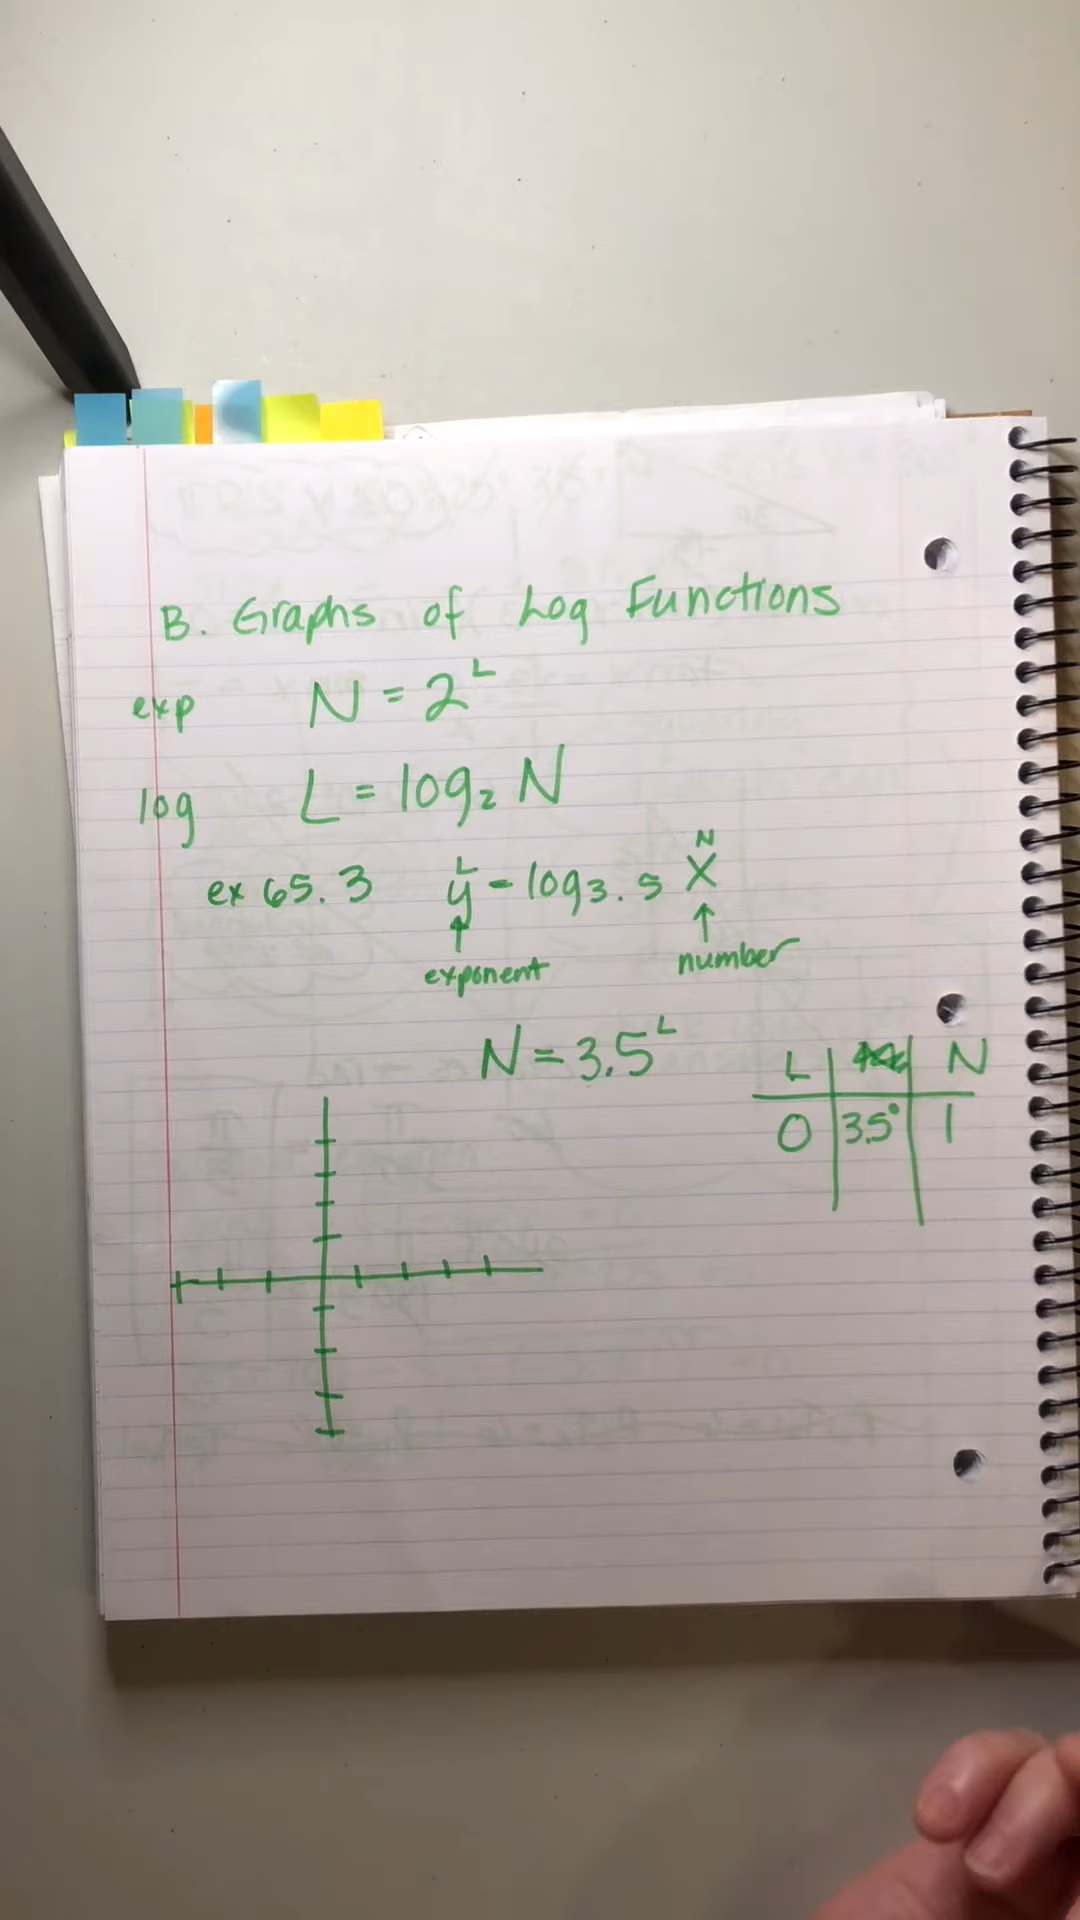 B. Graphs of Log Functions
exp N = 2^L
log L = log₂ N
L N
ex 65.3 y = log₃.₅ X
↑ ↑
exponent number
N = 3.5^L
L N
0 3.5⁰ 1